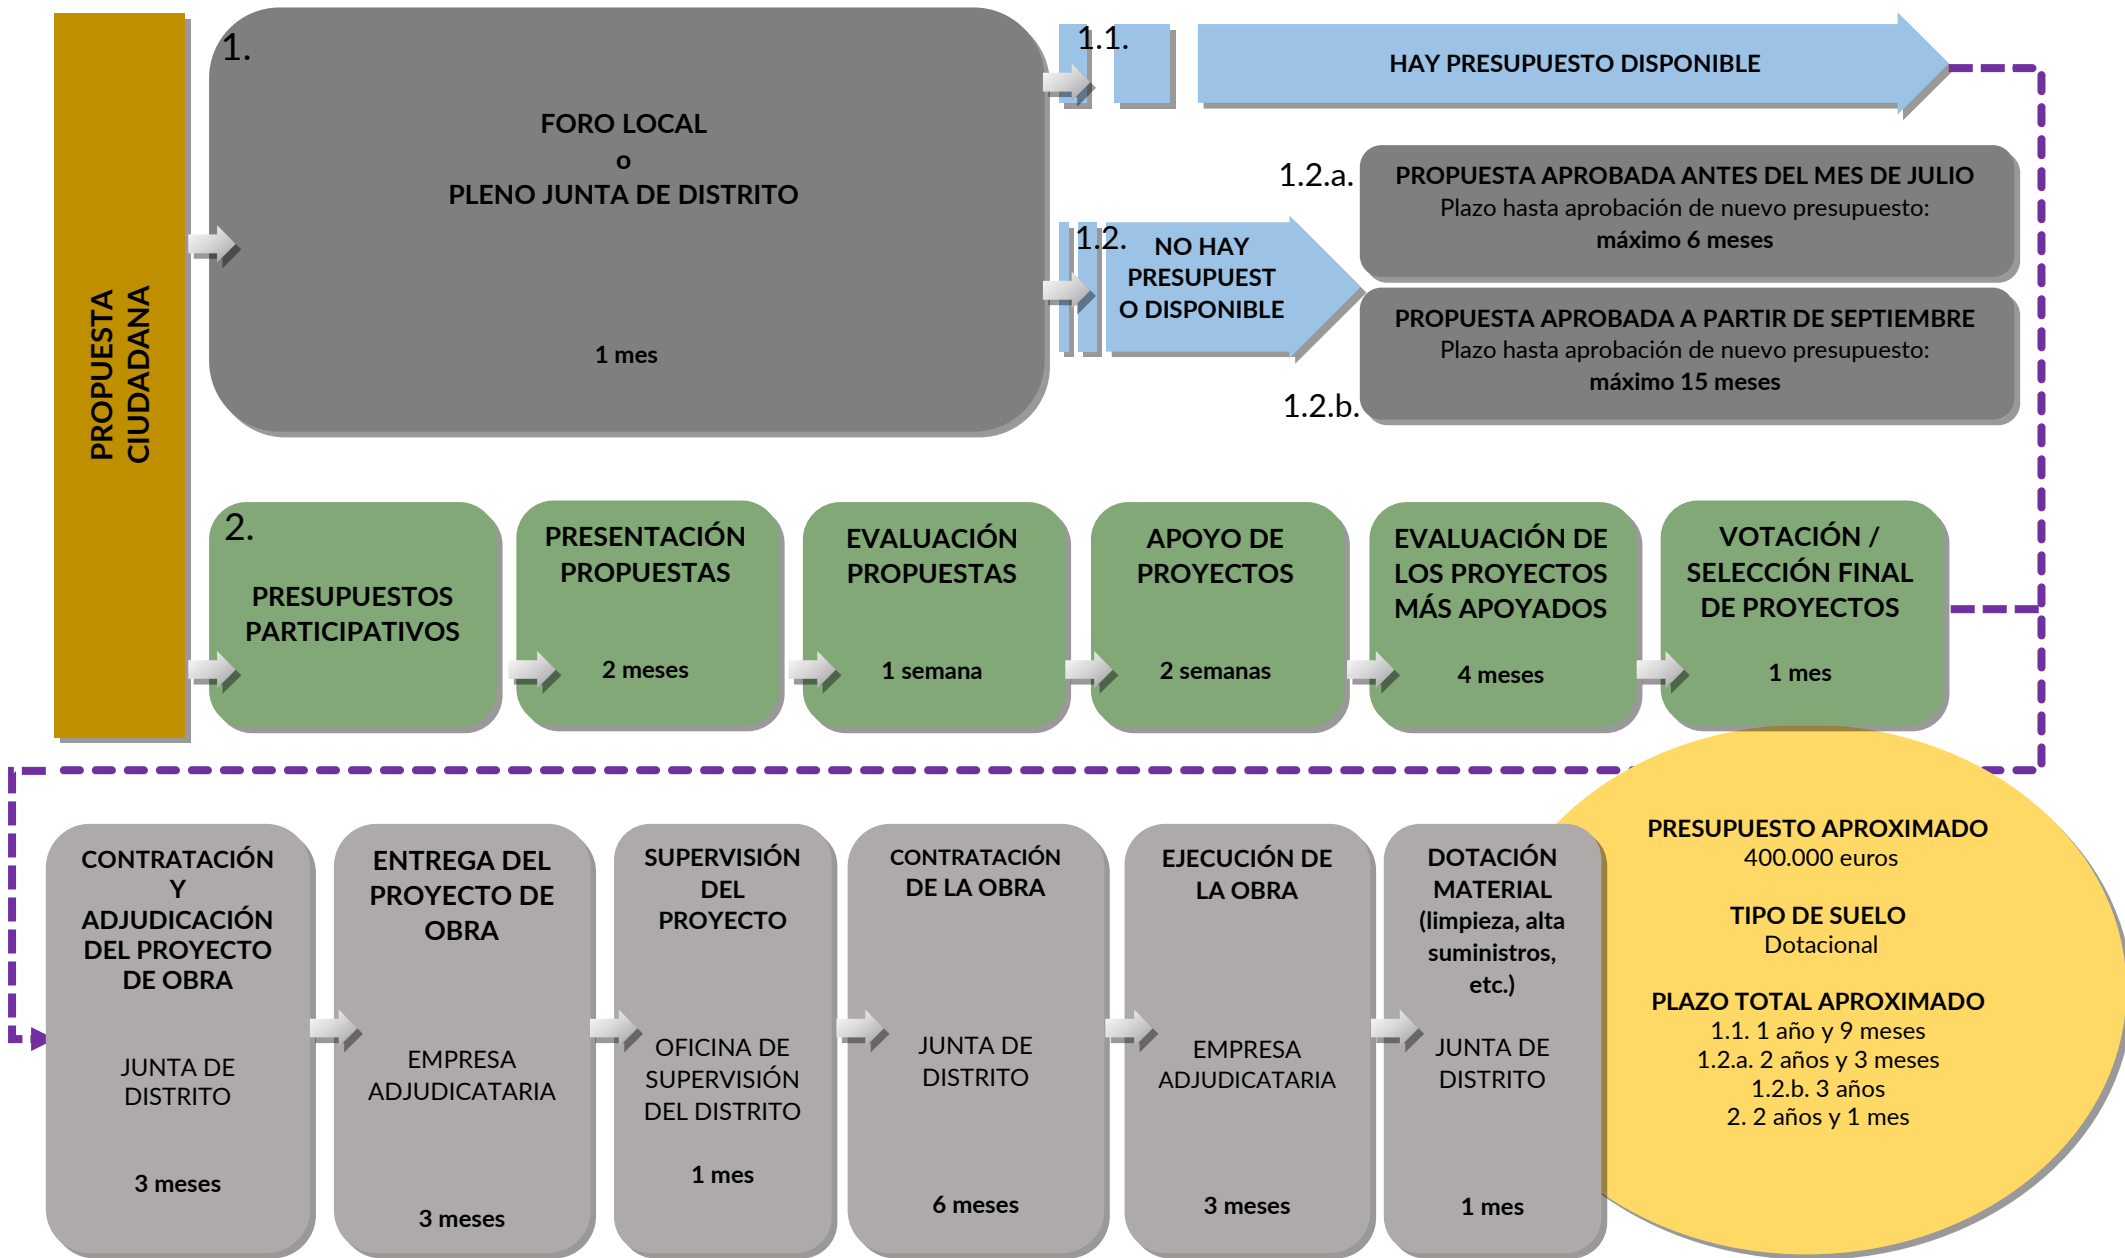 PROPUESTA
CIUDADANA
1.
FORO LOCAL
o
PLENO JUNTA DE DISTRITO
1 mes
1.1.
HAY PRESUPUESTO DISPONIBLE
1.2.
NO HAY
PRESUPUEST
O DISPONIBLE
1.2.a.
PROPUESTA APROBADA ANTES DEL MES DE JULIO
Plazo hasta aprobación de nuevo presupuesto:
máximo 6 meses
PROPUESTA APROBADA A PARTIR DE SEPTIEMBRE
Plazo hasta aprobación de nuevo presupuesto:
máximo 15 meses
1.2.b.
2.
PRESUPUESTOS
PARTICIPATIVOS
PRESENTACIÓN
PROPUESTAS
2 meses
EVALUACIÓN
PROPUESTAS
1 semana
APOYO DE
PROYECTOS
2 semanas
EVALUACIÓN DE
LOS PROYECTOS
MÁS APOYADOS
4 meses
VOTACIÓN /
SELECCIÓN FINAL
DE PROYECTOS
1 mes
CONTRATACIÓN
Y
ADJUDICACIÓN
DEL PROYECTO
DE OBRA
JUNTA DE
DISTRITO
3 meses
ENTREGA DEL
PROYECTO DE
OBRA
EMPRESA
ADJUDICATARIA
3 meses
SUPERVISIÓN
DEL
PROYECTO
OFICINA DE
SUPERVISIÓN
DEL DISTRITO
1 mes
CONTRATACIÓN
DE LA OBRA
JUNTA DE
DISTRITO
6 meses
EJECUCIÓN DE
LA OBRA
EMPRESA
ADJUDICATARIA
3 meses
DOTACIÓN
MATERIAL
(limpieza, alta
suministros,
etc.)
JUNTA DE
DISTRITO
1 mes
PRESUPUESTO APROXIMADO
400.000 euros
TIPO DE SUELO
Dotacional
PLAZO TOTAL APROXIMADO
1.1. 1 año y 9 meses
1.2.a. 2 años y 3 meses
1.2.b. 3 años
2. 2 años y 1 mes